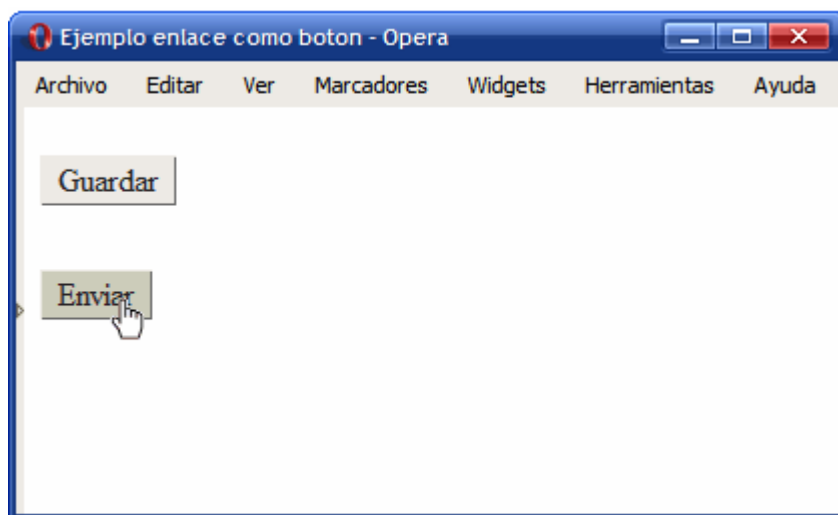 Ejemplo enlace como boton - Opera
Archivo Editar Ver Marcadores Widgets Herramientas Ayuda
Guardar
Enviar